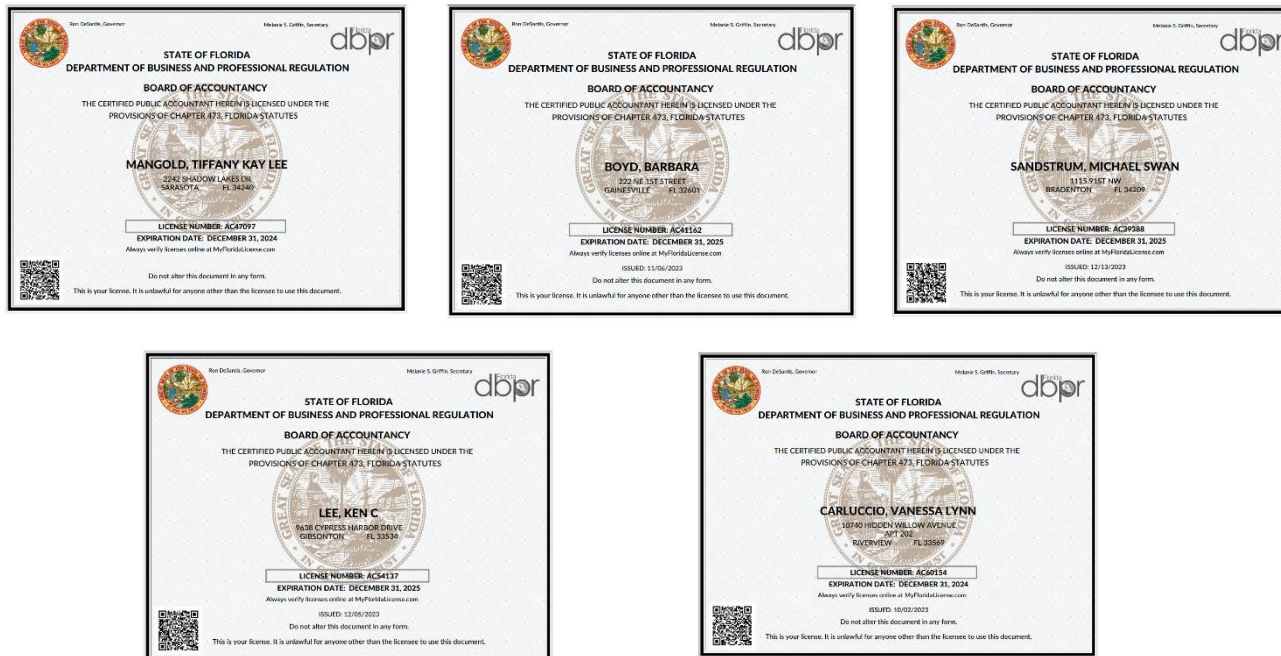 Ron DeSantis, Governor
Melanie S. Griffin, Secretary
Florida
dbpr
STATE OF FLORIDA
DEPARTMENT OF BUSINESS AND PROFESSIONAL REGULATION
BOARD OF ACCOUNTANCY
THE CERTIFIED PUBLIC ACCOUNTANT HEREIN IS LICENSED UNDER THE
PROVISIONS OF CHAPTER 473, FLORIDA STATUTES
MANGOLD, TIFFANY KAY LEE
2242 SHADOW LAKES DR
SARASOTA FL 34240
LICENSE NUMBER: AC47097
EXPIRATION DATE: DECEMBER 31, 2024
Always verify licenses online at MyFloridaLicense.com
Do not alter this document in any form.
This is your license. It is unlawful for anyone other than the licensee to use this document.
Ron DeSantis, Governor
Melanie S. Griffin, Secretary
Florida
dbpr
STATE OF FLORIDA
DEPARTMENT OF BUSINESS AND PROFESSIONAL REGULATION
BOARD OF ACCOUNTANCY
THE CERTIFIED PUBLIC ACCOUNTANT HEREIN IS LICENSED UNDER THE
PROVISIONS OF CHAPTER 473, FLORIDA STATUTES
BOYD, BARBARA
222 NE 1ST STREET
GAINESVILLE FL 32601
LICENSE NUMBER: AC41162
EXPIRATION DATE: DECEMBER 31, 2025
Always verify licenses online at MyFloridaLicense.com
ISSUED: 11/06/2023
Do not alter this document in any form.
This is your license. It is unlawful for anyone other than the licensee to use this document.
Ron DeSantis, Governor
Melanie S. Griffin, Secretary
Florida
dbpr
STATE OF FLORIDA
DEPARTMENT OF BUSINESS AND PROFESSIONAL REGULATION
BOARD OF ACCOUNTANCY
THE CERTIFIED PUBLIC ACCOUNTANT HEREIN IS LICENSED UNDER THE
PROVISIONS OF CHAPTER 473, FLORIDA STATUTES
SANDSTRUM, MICHAEL SWAN
1115 91ST NW
BRADENTON FL 34209
LICENSE NUMBER: AC39388
EXPIRATION DATE: DECEMBER 31, 2025
Always verify licenses online at MyFloridaLicense.com
ISSUED: 12/13/2023
Do not alter this document in any form.
This is your license. It is unlawful for anyone other than the licensee to use this document.
Ron DeSantis, Governor
Melanie S. Griffin, Secretary
Florida
dbpr
STATE OF FLORIDA
DEPARTMENT OF BUSINESS AND PROFESSIONAL REGULATION
BOARD OF ACCOUNTANCY
THE CERTIFIED PUBLIC ACCOUNTANT HEREIN IS LICENSED UNDER THE
PROVISIONS OF CHAPTER 473, FLORIDA STATUTES
LEE, KEN C
9638 CYPRESS HARBOR DRIVE
GIBSONTON FL 33534
LICENSE NUMBER: AC54137
EXPIRATION DATE: DECEMBER 31, 2025
Always verify licenses online at MyFloridaLicense.com
ISSUED: 12/05/2023
Do not alter this document in any form.
This is your license. It is unlawful for anyone other than the licensee to use this document.
Ron DeSantis, Governor
Melanie S. Griffin, Secretary
Florida
dbpr
STATE OF FLORIDA
DEPARTMENT OF BUSINESS AND PROFESSIONAL REGULATION
BOARD OF ACCOUNTANCY
THE CERTIFIED PUBLIC ACCOUNTANT HEREIN IS LICENSED UNDER THE
PROVISIONS OF CHAPTER 473, FLORIDA STATUTES
CARLUCCIO, VANESSA LYNN
10740 HIDDEN WILLOW AVENUE
APT 202
RIVERVIEW FL 33569
LICENSE NUMBER: AC60154
EXPIRATION DATE: DECEMBER 31, 2024
Always verify licenses online at MyFloridaLicense.com
ISSUED: 10/02/2023
Do not alter this document in any form.
This is your license. It is unlawful for anyone other than the licensee to use this document.